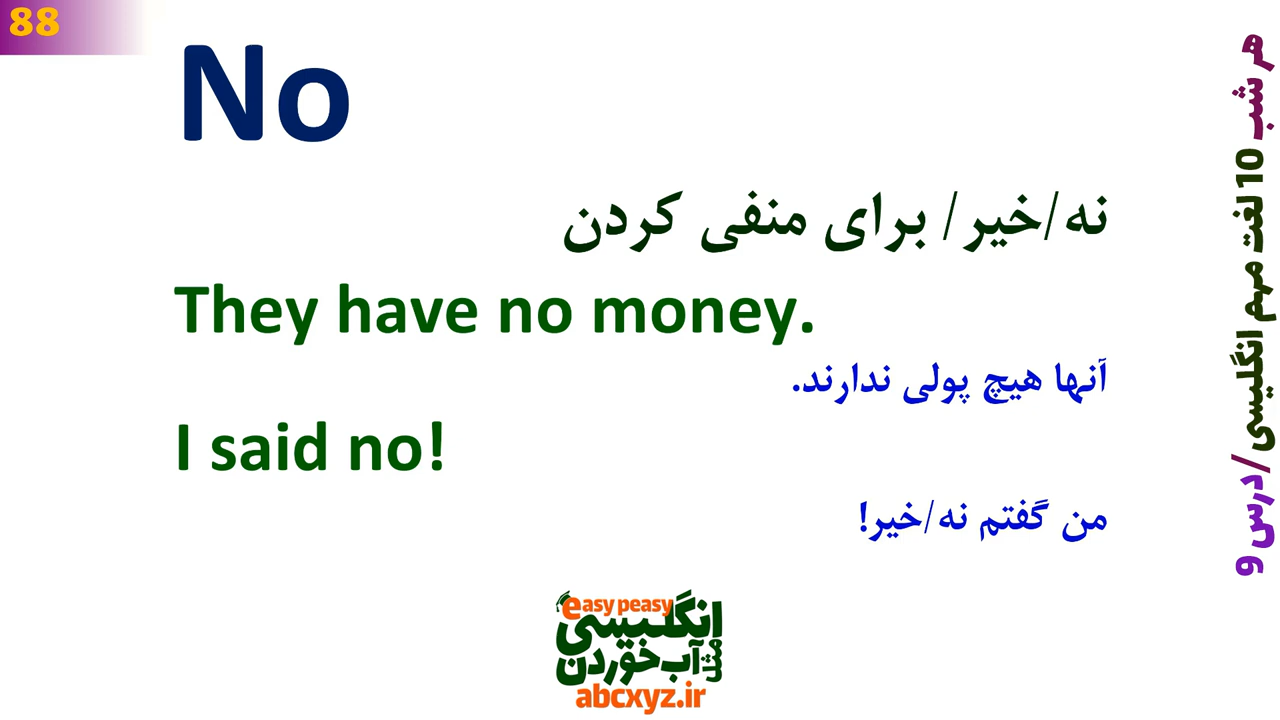 88
No
نه/خیر/ برای منفی کردن
They have no money.
آنها هیچ پولی ندارند.
I said no!
من گفتم نه/خیر!
هر شب 10 لغت مهم انگلیسی/درس 9
easy peasy
انگلیسی
مثل آب خوردن
abcxyz.ir